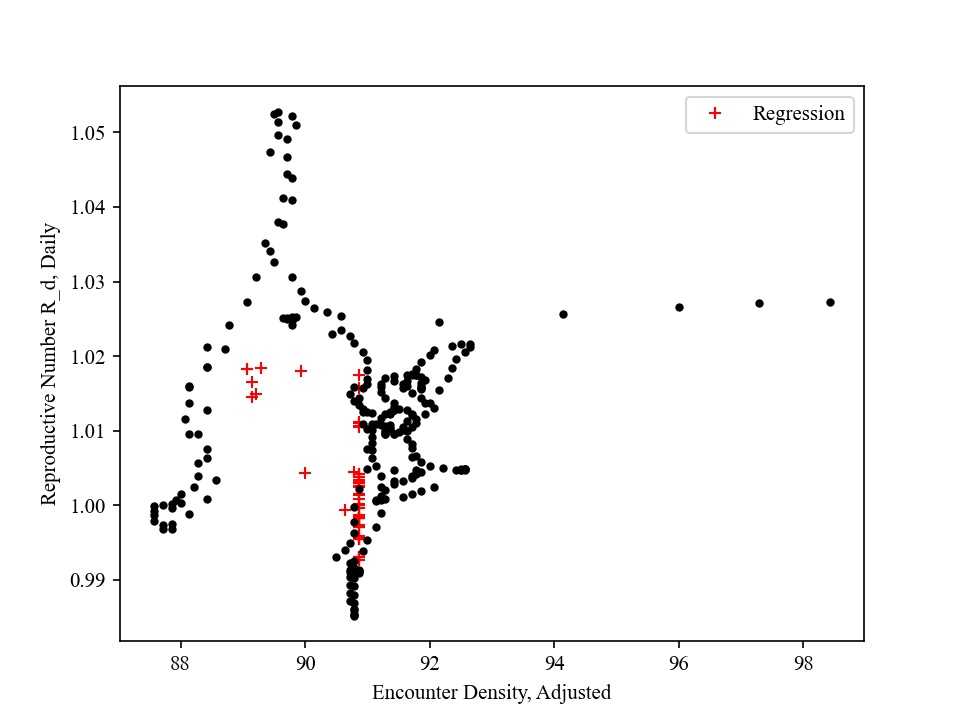 Regression
1.05
1.04
1.03
1.02
1.01
1.00
0.99
Reproductive Number R_d, Daily
88 90 92 94 96 98
Encounter Density, Adjusted